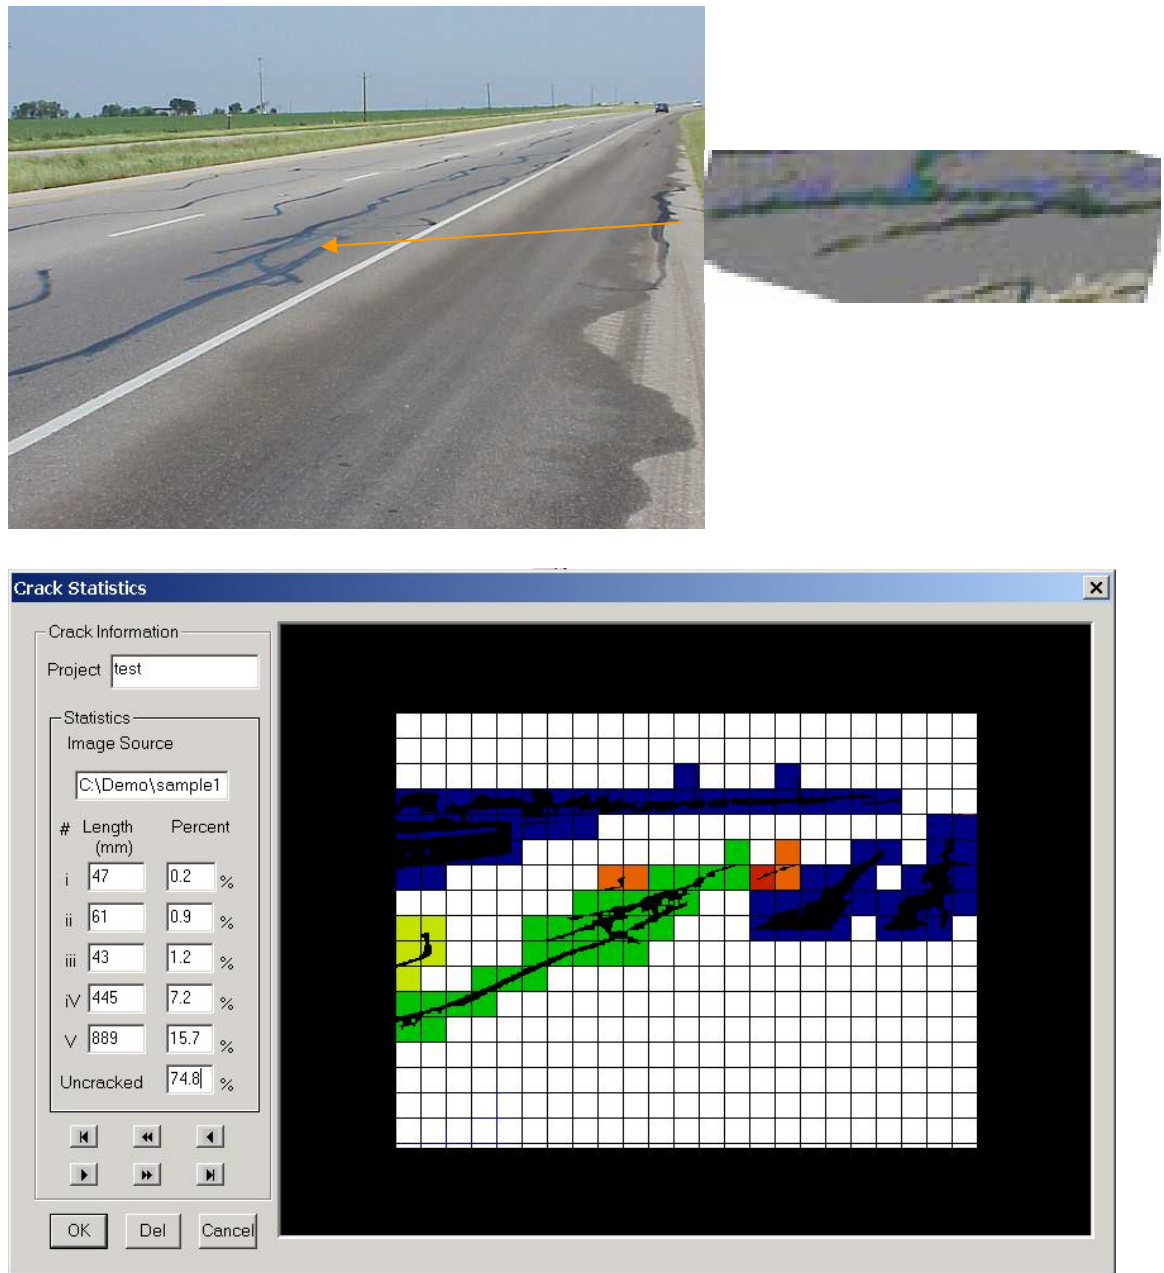 Crack Statistics
Crack Information
Project test
Statistics
Image Source
C:\Demo\sample1
# Length Percent
(mm)
i 47 0.2 %
ii 61 0.9 %
iii 43 1.2 %
iV 445 7.2 %
V 889 15.7 %
Uncracked 74.8 %
OK Del Cancel